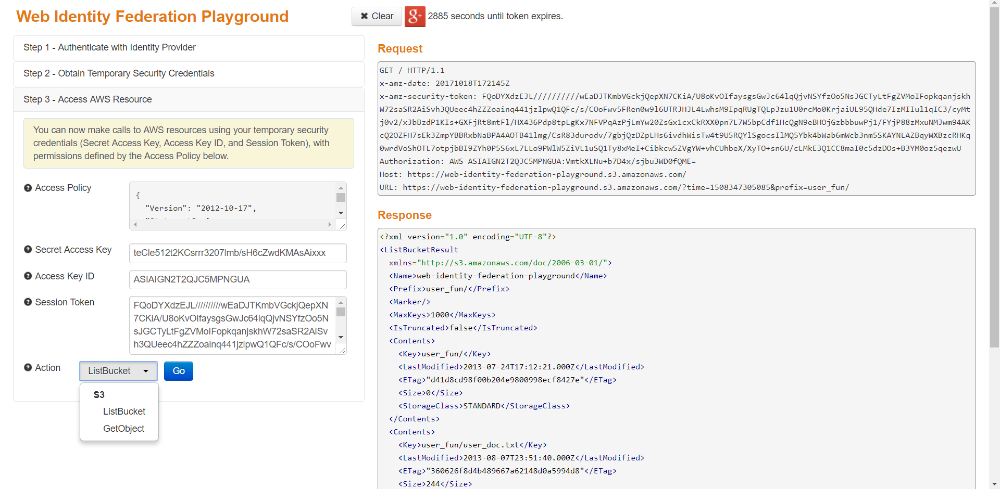 Web Identity Federation Playground
Clear
g+ 2885 seconds until token expires.
Step 1 - Authenticate with Identity Provider
Step 2 - Obtain Temporary Security Credentials
Step 3 - Access AWS Resource
You can now make calls to AWS resources using your temporary security
credentials (Secret Access Key, Access Key ID, and Session Token), with
permissions defined by the Access Policy below.
Access Policy
{
"Version": "2012-10-17",
Secret Access Key
teCle512t2KCsrrr3207lmb/sH6cZwdKMAsAixxx
Access Key ID
ASIAIGN2T2QJC5MPNGUA
Session Token
FQoDYXdzEJL//////////wEaDJTKmbVGckjQepXN
7CKiA/U8oKvOIfaysgsGwJc64lqQjvNSYfzOo5N
sJGCTyLtFgZVMoIFopkqanjskhW72saSR2AiSv
h3QUeec4hZZZoainq441jzlpwQ1QFc/s/COoFwv
Action
ListBucket
Go
S3
ListBucket
GetObject
Request
GET / HTTP/1.1
x-amz-date: 20171018T172145Z
x-amz-security-token: FQoDYXdzEJL//////////wEaDJTKmbVGckjQepXN7CKiA/U8oKvOIfaysgsGwJc64lqQjvNSYfzOo5NsJGCTyLtFgZVMoIFopkqanjskh
W72saSR2AiSvh3QUeec4hZZZoainq441jzlpwQ1QFc/s/COoFwv5FRen0w9l6UTRJHJL4LwhsM9IpqRUgTQLp3zu1U0rcMo0KrjaiUL95QHde7IzMIIul1qIC3/cyMt
j0v2/xJbBzdP1KIs+GXFjRt8mtFl/HX436Pdp8tpLgKx7NFVPqAzPjLmYw20ZsGx1cxCkRXX0pn7L7W5bpCdf1HcQgN9eBHOjGzbbbuwPj1/FYjP88zMxuNMJwm94AK
cQ2OZFH7sEk3ZmpYBBRxbNaBPA4AOTB41lmg/CsR83durodv/7gbjQzDZpLHs6ivdhWisTw4t9U5RQYlSgocsIlMQ5Ybk4bWab6mWcb3nm5SKAYNLAZBqyWXBzcRHKq
0wrdVoShOTL7otpjbBI9ZYh0P5S6xL7LLo9PWlW5ZiVL1uSQ1Ty8xMeI+Cibkcw5ZVgYW+vhCUhbeX/XyTO+sn6U/cLMkE3Q1CC8maI0c5dzDOs+B3YM0oz5qezwU
Authorization: AWS ASIAIGN2T2QJC5MPNGUA:VmtkXLNu+b7D4x/sjbu3WD0fQME=
Host: https://web-identity-federation-playground.s3.amazonaws.com/
URL: https://web-identity-federation-playground.s3.amazonaws.com/?time=1508347305085&prefix=user_fun/
Response
<?xml version="1.0" encoding="UTF-8"?>
<ListBucketResult
xmlns="http://s3.amazonaws.com/doc/2006-03-01/">
<Name>web-identity-federation-playground</Name>
<Prefix>user_fun/</Prefix>
<Marker/>
<MaxKeys>1000</MaxKeys>
<IsTruncated>false</IsTruncated>
<Contents>
<Key>user_fun/</Key>
<LastModified>2013-07-24T17:12:21.000Z</LastModified>
<ETag>"d41d8cd98f00b204e9800998ecf8427e"</ETag>
<Size>0</Size>
<StorageClass>STANDARD</StorageClass>
</Contents>
<Contents>
<Key>user_fun/user_doc.txt</Key>
<LastModified>2013-08-07T23:51:40.000Z</LastModified>
<ETag>"360626f8d4b489667a62148d0a5994d8"</ETag>
<Size>244</Size>